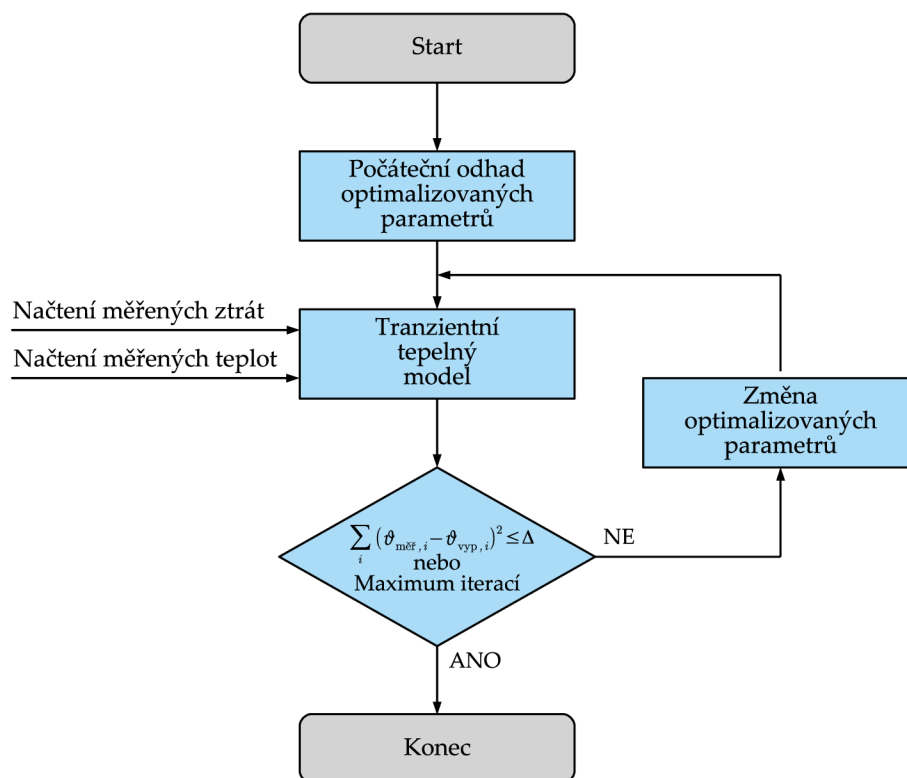 Start
Počáteční odhad
optimalizovaných
parametrů
Načtení měřených ztrát
Načtení měřených teplot
Tranzientní
tepelný
model
Změna
optimalizovaných
parametrů
∑_i (ϑ_měř,i − ϑ_vyp,i)² ≤ Δ
nebo
Maximum iterací
NE
ANO
Konec